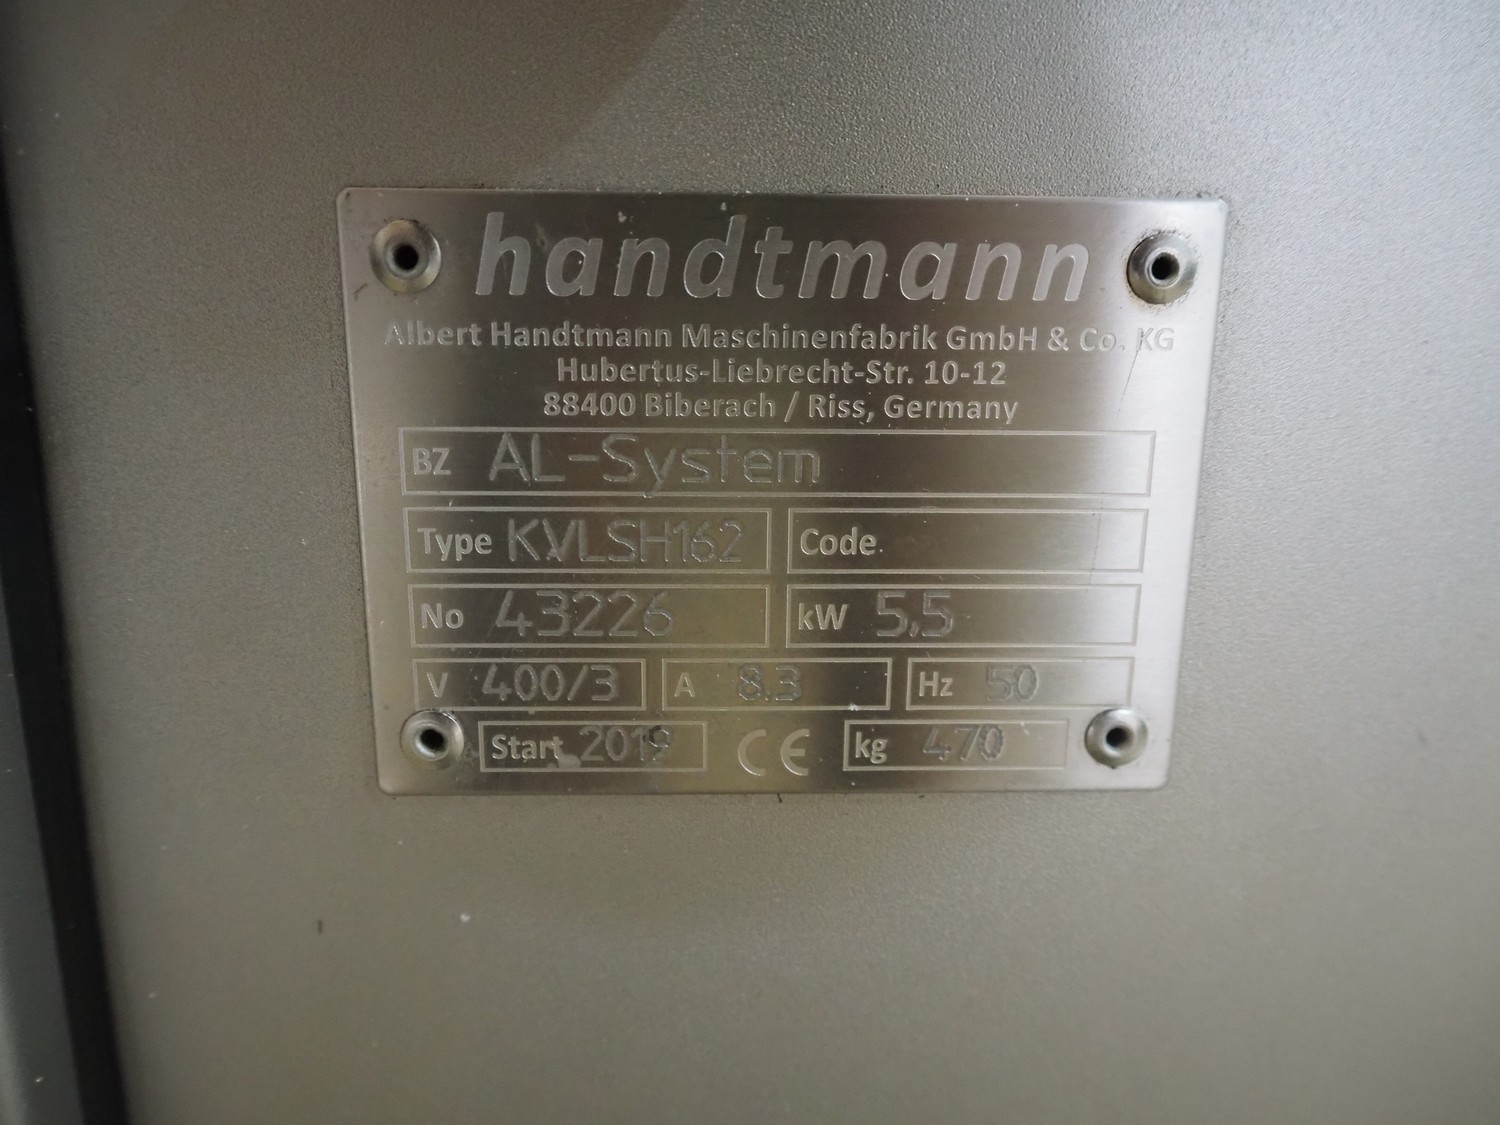 handtmann
Albert Handtmann Maschinenfabrik GmbH & Co. KG
Hubertus-Liebrecht-Str. 10-12
88400 Biberach / Riss, Germany
BZ AL-System
Type KVLSH162 Code
No 43226 kW 5,5
V 400/3 A 8.3 Hz 50
Start 2019 CE kg 470